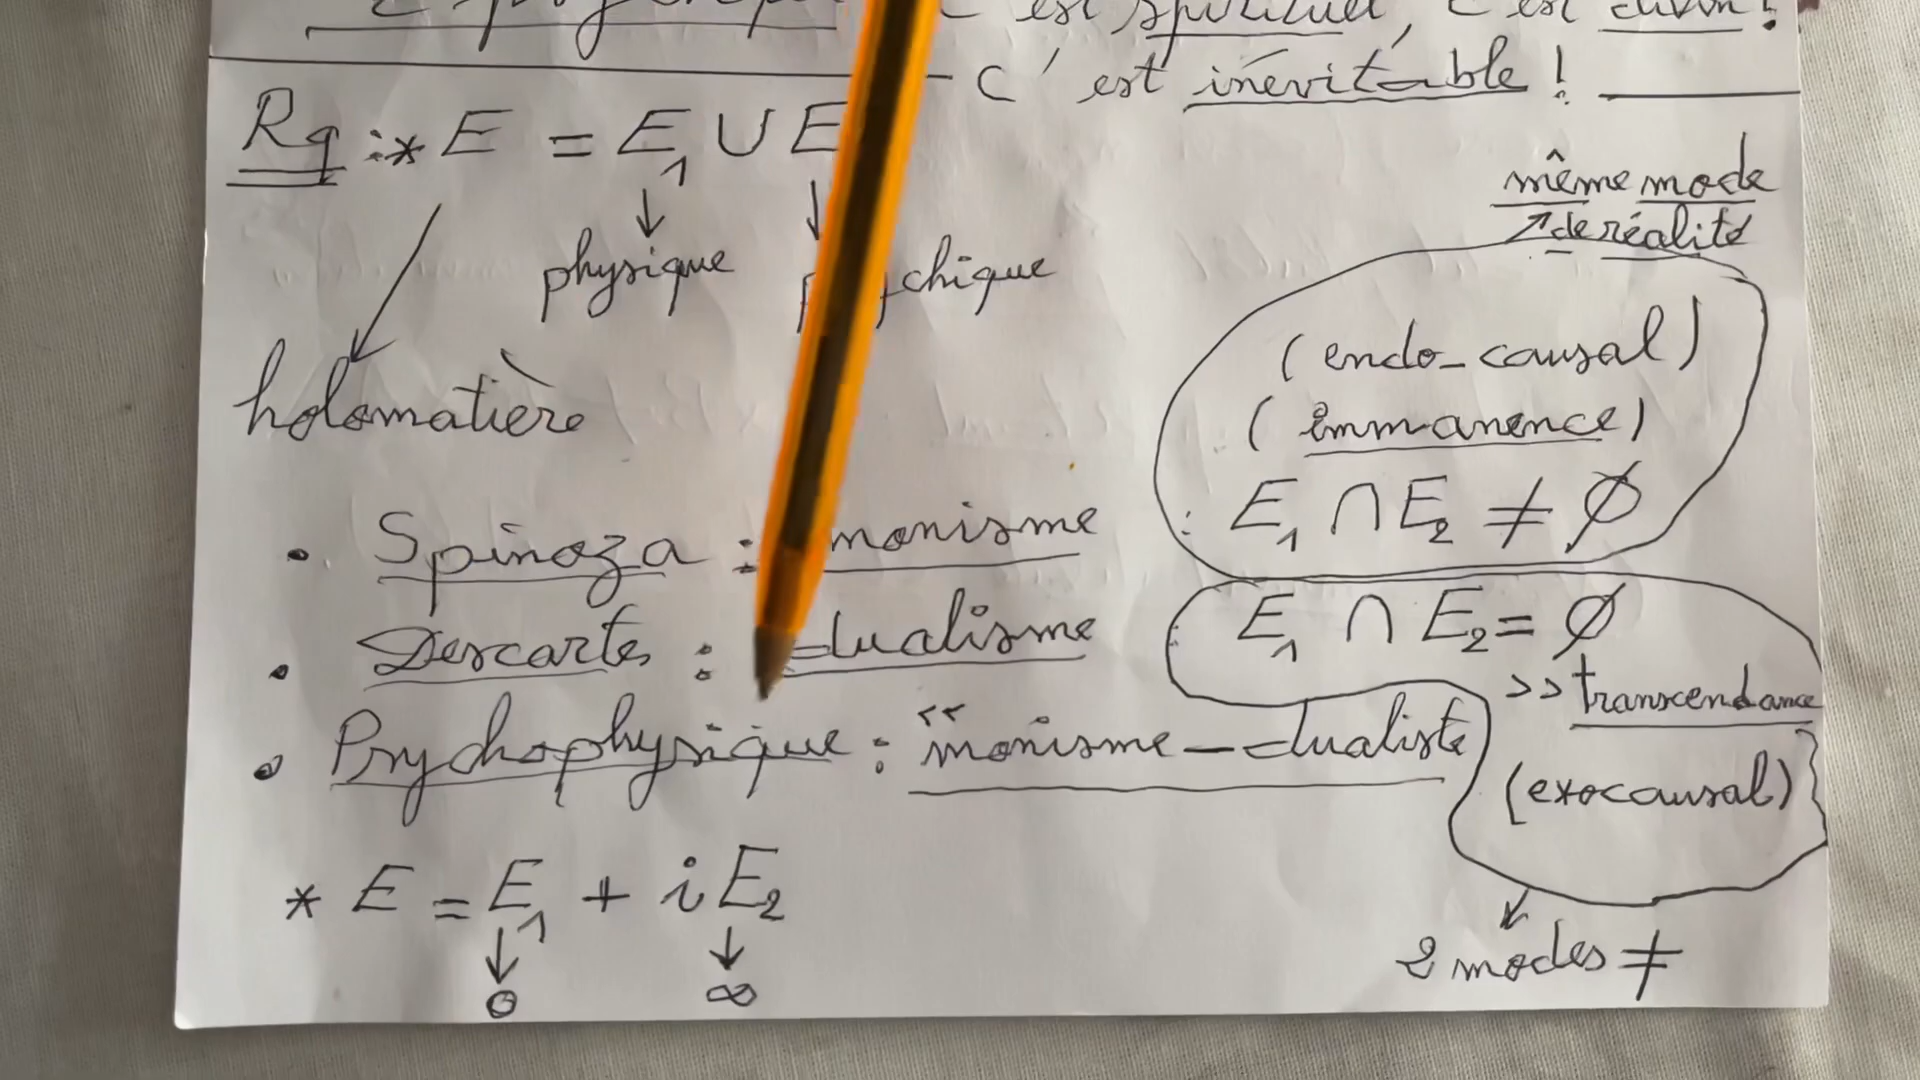 c'est spirituel, c'est divin!
c'est inévitable!
Rq :* E = E₁ ∪ E
physique chique
même mode
↗ de réalité
holomatière
(endo-causal)
(immanence)
• Spinoza : monisme : E₁ ∩ E₂ ≠ ∅
• Descartes : dualisme : E₁ ∩ E₂ = ∅
>> transcendance
• Psychophysique : << monisme-dualiste
(exocausal)
* E = E₁ + i E₂
0 ∞
2 modes ≠